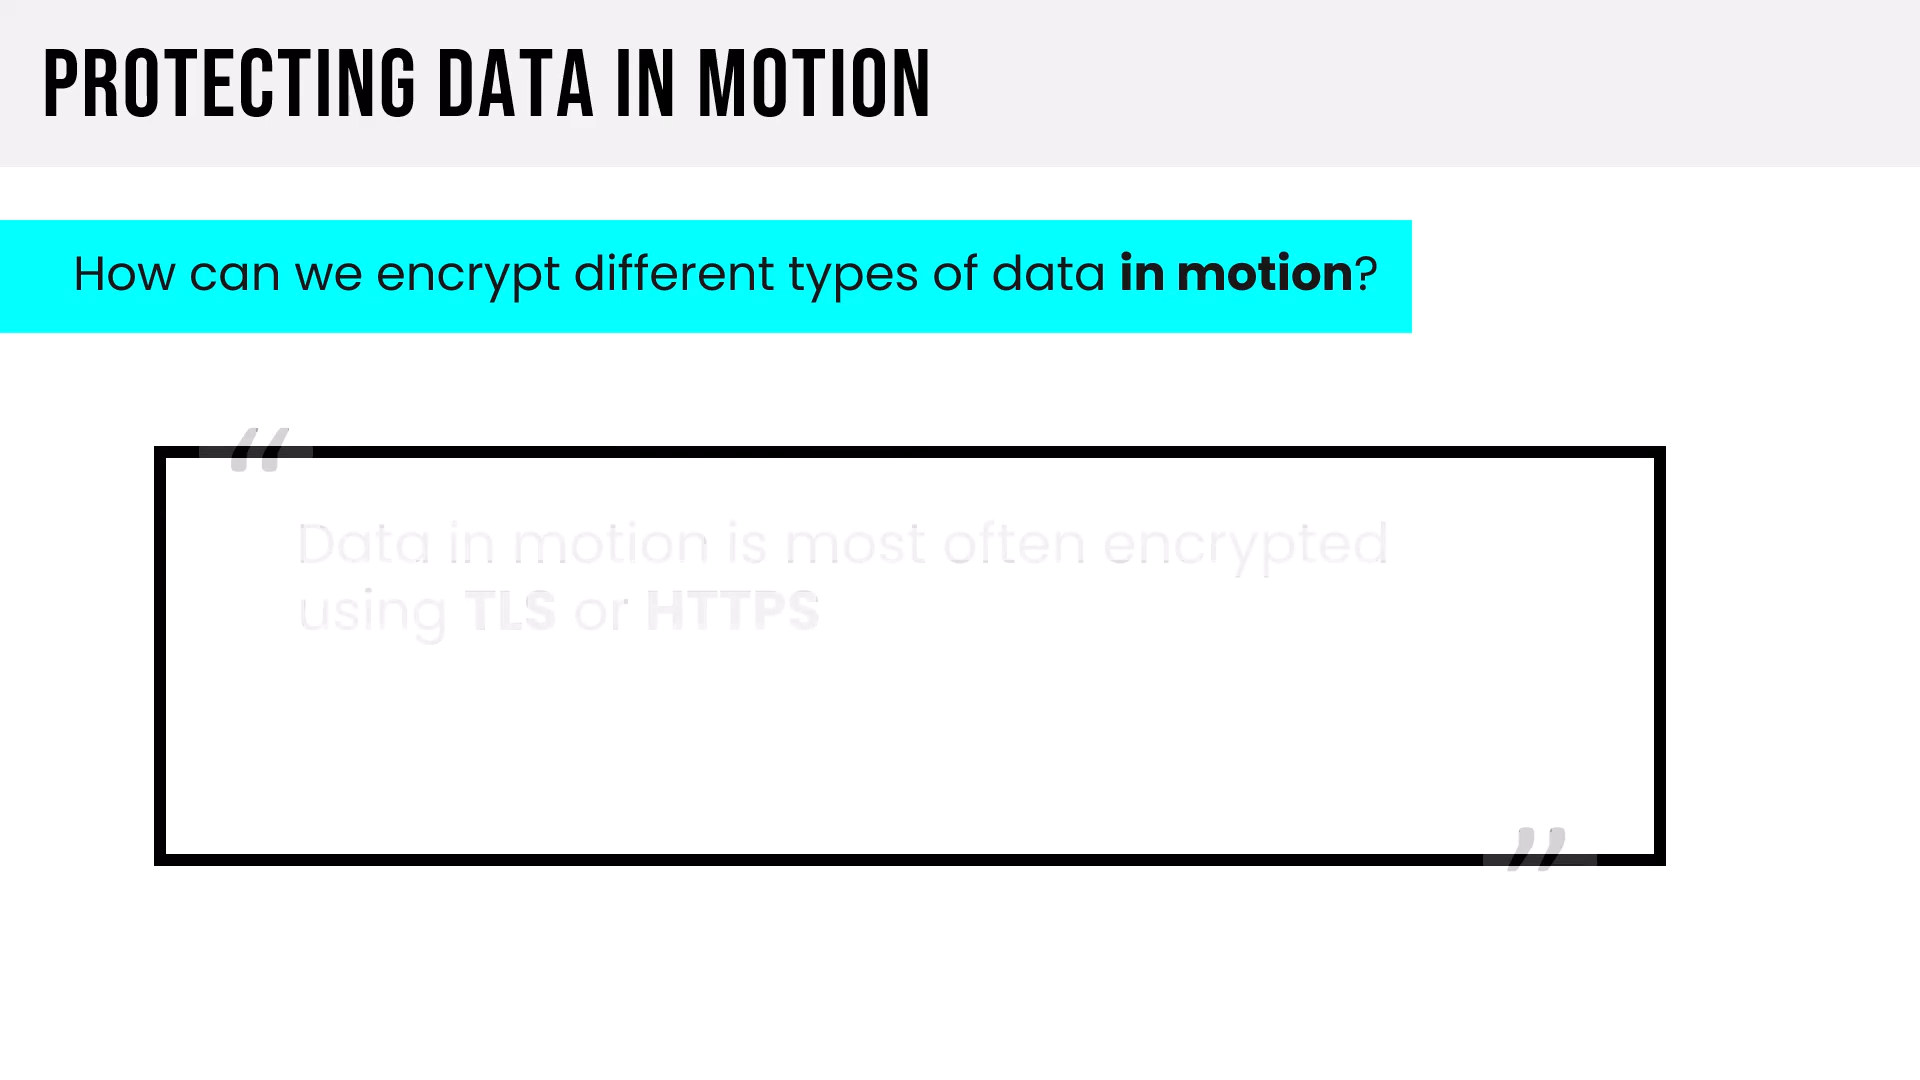 PROTECTING DATA IN MOTION
How can we encrypt different types of data in motion?
“
Data in motion is most often encrypted
using TLS or HTTPS
”